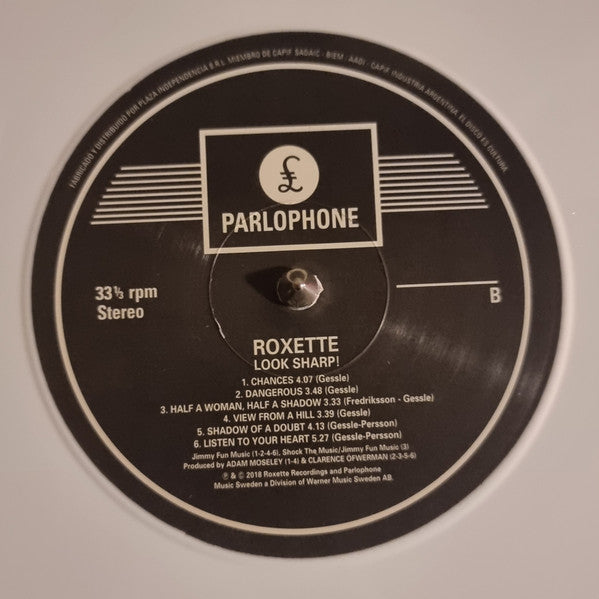 FABRICADO Y DISTRIBUIDO POR PLAZA INDEPENDENCIA S.R.L. MIEMBRO DE CAPIF. SADAIC - BIEM - AADI - CAPIF. INDUSTRIA ARGENTINA. EL DISCO ES CULTURA.
£
PARLOPHONE
33⅓ rpm
Stereo
B
ROXETTE
LOOK SHARP!
1. CHANCES 4.07 (Gessle)
2. DANGEROUS 3.48 (Gessle)
3. HALF A WOMAN, HALF A SHADOW 3.33 (Fredriksson - Gessle)
4. VIEW FROM A HILL 3.39 (Gessle)
5. SHADOW OF A DOUBT 4.13 (Gessle-Persson)
6. LISTEN TO YOUR HEART 5.27 (Gessle-Persson)
Jimmy Fun Music (1-2-4-6), Shock The Music/Jimmy Fun Music (3)
Produced by ADAM MOSELEY (1-4) & CLARENCE ÖFWERMAN (2-3-5-6)
℗ & © 2018 Roxette Recordings and Parlophone
Music Sweden a Division of Warner Music Sweden AB.